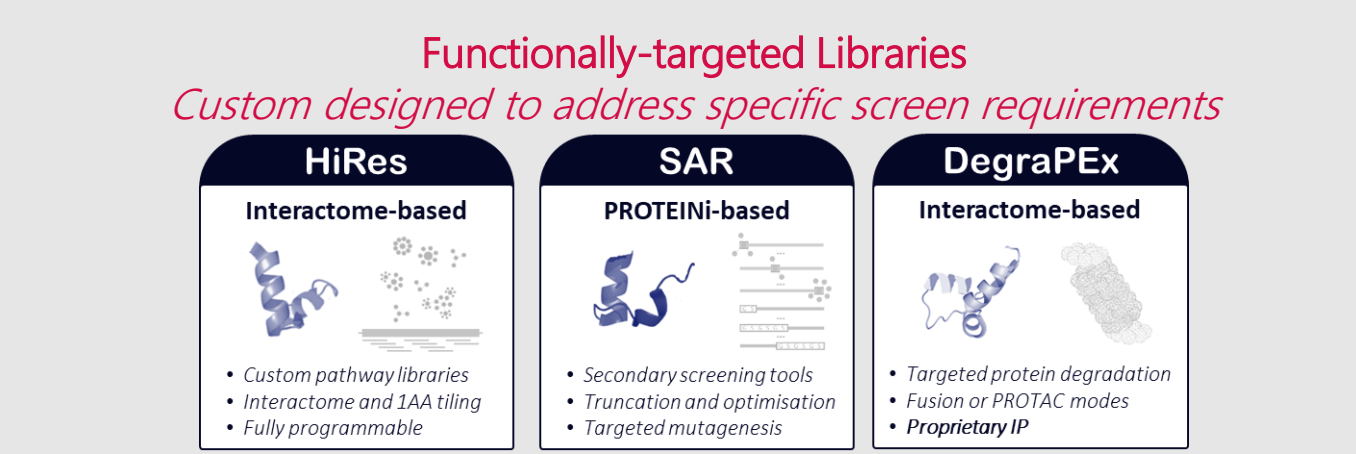 Functionally-targeted Libraries
Custom designed to address specific screen requirements
HiRes
Interactome-based
• Custom pathway libraries
• Interactome and 1AA tiling
• Fully programmable
SAR
PROTEINi-based
...
...
...
G S
...
G S G S G S
...
G S G S G S
• Secondary screening tools
• Truncation and optimisation
• Targeted mutagenesis
DegraPEx
Interactome-based
• Targeted protein degradation
• Fusion or PROTAC modes
• Proprietary IP